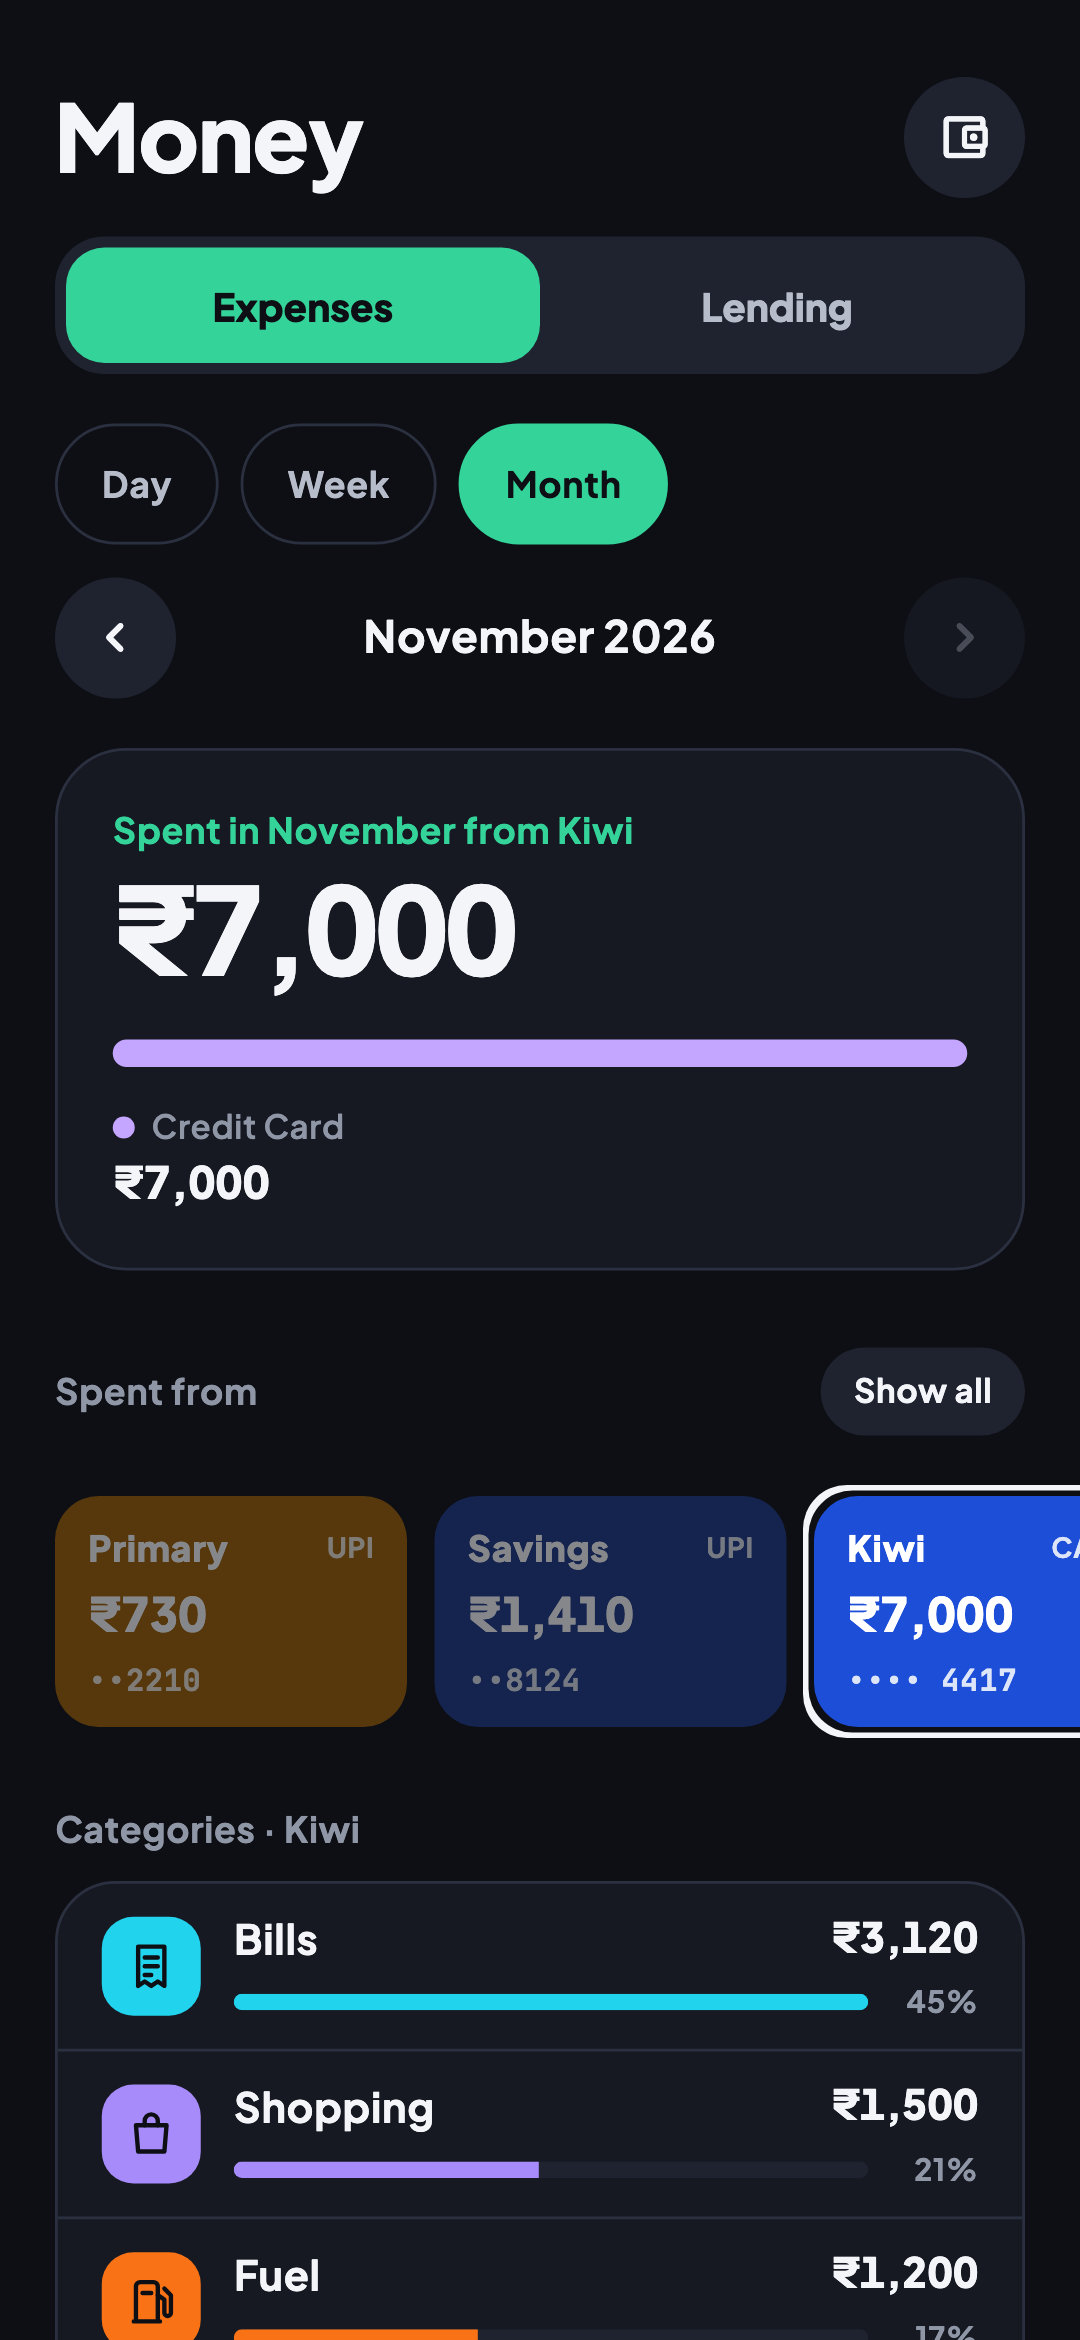 Money
Expenses
Lending
Day
Week
Month
November 2026
Spent in November from Kiwi
₹7,000
Credit Card
₹7,000
Spent from
Show all
Primary UPI
₹730
••2210
Savings UPI
₹1,410
••8124
Kiwi
₹7,000
•••• 4417
Categories · Kiwi
Bills ₹3,120
45%
Shopping ₹1,500
21%
Fuel ₹1,200
17%